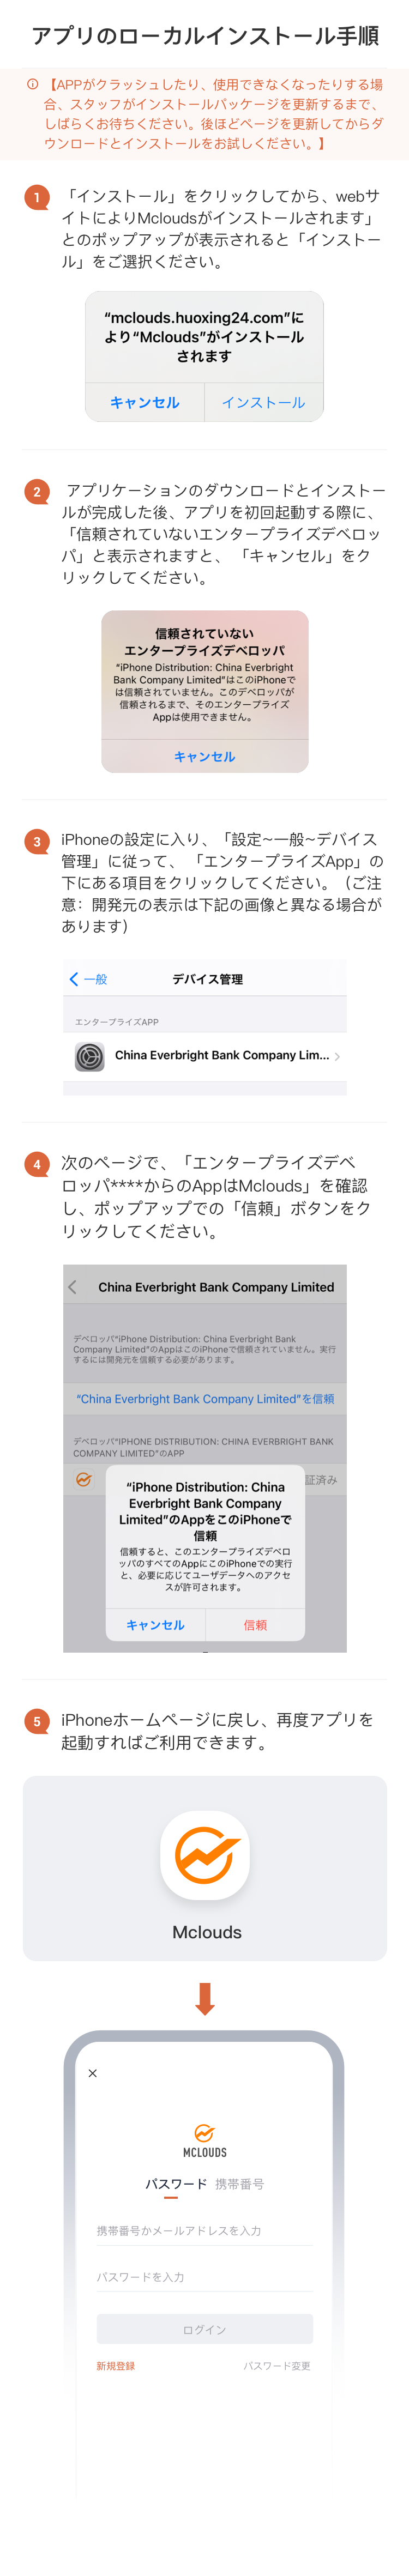 アプリのローカルインストール手順
【APPがクラッシュしたり、使用できなくなったりする場
合、スタッフがインストールパッケージを更新するまで、
しばらくお待ちください。後ほどページを更新してからダ
ウンロードとインストールをお試しください。】
1
「インストール」をクリックしてから、webサ
イトによりMcloudsがインストールされます」
とのポップアップが表示されると「インストー
ル」をご選択ください。
“mclouds.huoxing24.com”に
より“Mclouds”がインストール
されます
キャンセル インストール
2
アプリケーションのダウンロードとインストー
ルが完成した後、アプリを初回起動する際に、
「信頼されていないエンタープライズデベロッ
パ」と表示されますと、「キャンセル」をク
リックしてください。
信頼されていない
エンタープライズデベロッパ
“iPhone Distribution: China Everbright
Bank Company Limited”はこのiPhoneで
は信頼されていません。このデベロッパが
信頼されるまで、そのエンタープライズ
Appは使用できません。
キャンセル
3
iPhoneの設定に入り、「設定~一般~デバイス
管理」に従って、「エンタープライズApp」の
下にある項目をクリックしてください。（ご注
意：開発元の表示は下記の画像と異なる場合が
あります）
一般 デバイス管理
エンタープライズAPP
China Everbright Bank Company Lim...
4
次のページで、「エンタープライズデベ
ロッパ****からのAppはMclouds」を確認
し、ポップアップでの「信頼」ボタンをク
リックしてください。
China Everbright Bank Company Limited
デベロッパ“iPhone Distribution: China Everbright Bank
Company Limited”のAppはこのiPhoneで信頼されていません。実行
するには開発元を信頼する必要があります。
“China Everbright Bank Company Limited”を信頼
デベロッパ“IPHONE DISTRIBUTION: CHINA EVERBRIGHT BANK
COMPANY LIMITED”のAPP
証済み
“iPhone Distribution: China
Everbright Bank Company
Limited”のAppをこのiPhoneで
信頼
信頼すると、このエンタープライズデベロ
ッパのすべてのAppにこのiPhoneでの実行
と、必要に応じてユーザデータへのアクセ
スが許可されます。
キャンセル 信頼
5
iPhoneホームページに戻し、再度アプリを
起動すればご利用できます。
Mclouds
MCLOUDS
パスワード 携帯番号
携帯番号かメールアドレスを入力
パスワードを入力
ログイン
新規登録 パスワード変更